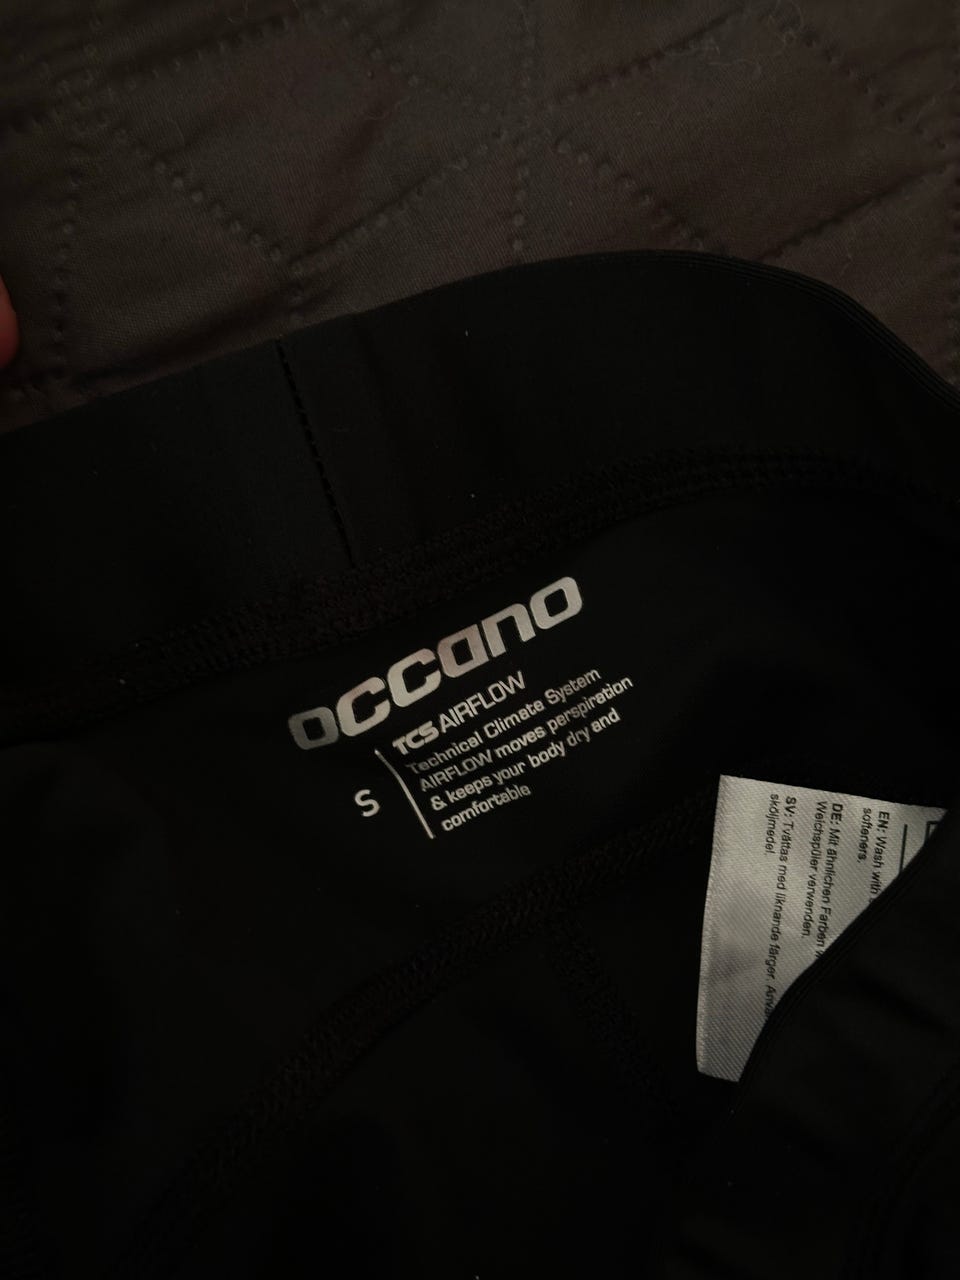 occano
TCS AIRFLOW
Technical Climate System
AIRFLOW moves perspiration
& keeps your body dry and
comfortable
S
EN: Wash with
softeners.
DE: Mit ähnlichen Farben
Weichspüler verwenden.
SV: Tvättas med liknande färger.
sköljmedel.